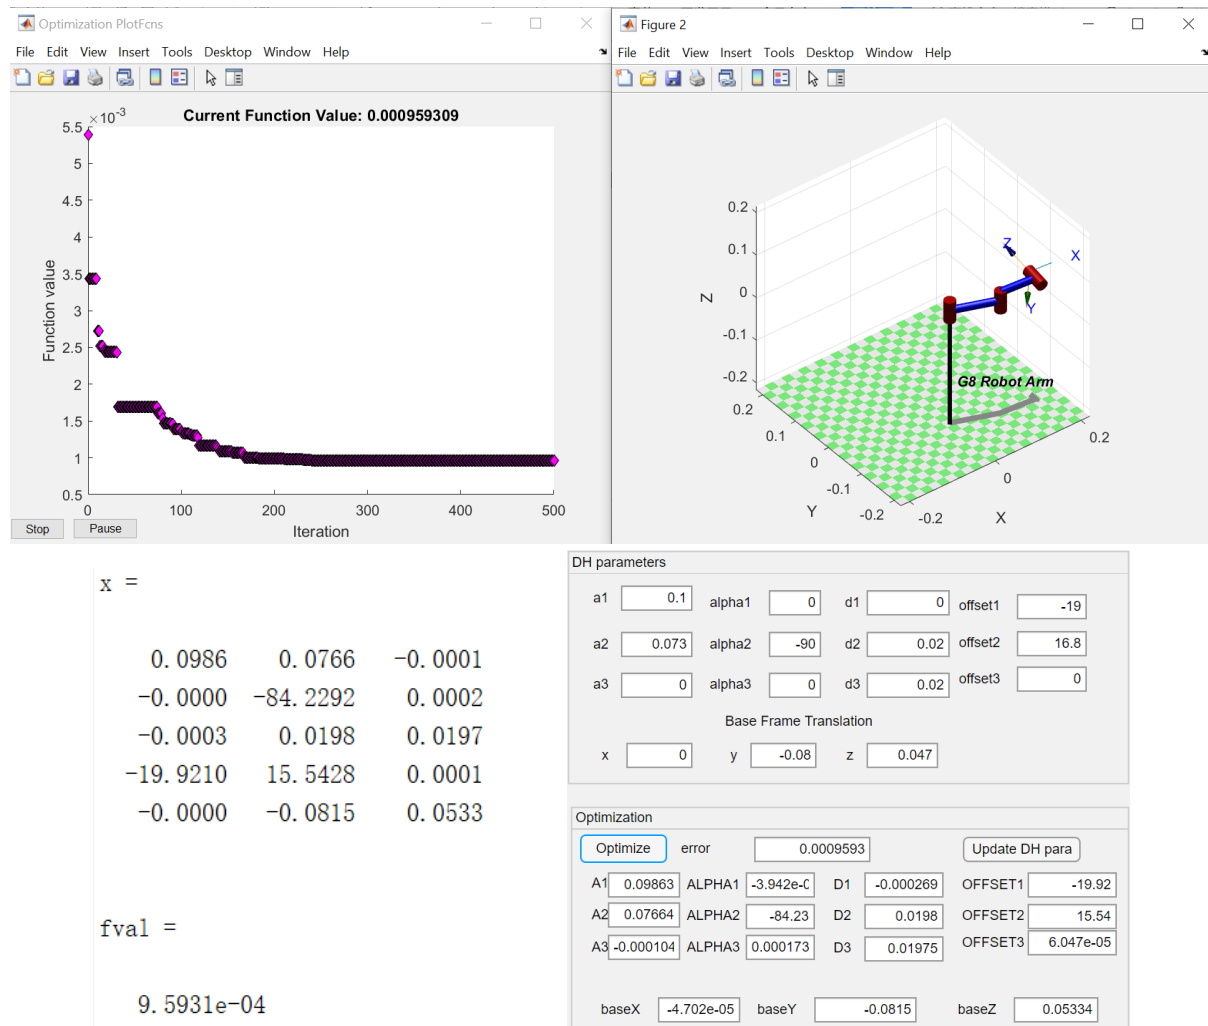 Optimization PlotFcns
File Edit View Insert Tools Desktop Window Help
Current Function Value: 0.000959309
×10⁻³
5.5
5
4.5
4
3.5
3
2.5
2
1.5
1
0.5
Function value
0 100 200 300 400 500
Iteration
Stop Pause
Figure 2
File Edit View Insert Tools Desktop Window Help
0.2
0.1
0
-0.1
-0.2
Z
Z
X
Y
G8 Robot Arm
0.2
0.1
0
-0.1
-0.2
Y
-0.2
0
0.2
X
x =
0.0986 0.0766 -0.0001
-0.0000 -84.2292 0.0002
-0.0003 0.0198 0.0197
-19.9210 15.5428 0.0001
-0.0000 -0.0815 0.0533
fval =
9.5931e-04
DH parameters
a1 0.1 alpha1 0 d1 0 offset1 -19
a2 0.073 alpha2 -90 d2 0.02 offset2 16.8
a3 0 alpha3 0 d3 0.02 offset3 0
Base Frame Translation
x 0 y -0.08 z 0.047
Optimization
Optimize error 0.0009593 Update DH para
A1 0.09863 ALPHA1 -3.942e-0 D1 -0.000269 OFFSET1 -19.92
A2 0.07664 ALPHA2 -84.23 D2 0.0198 OFFSET2 15.54
A3 -0.000104 ALPHA3 0.000173 D3 0.01975 OFFSET3 6.047e-05
baseX -4.702e-05 baseY -0.0815 baseZ 0.05334